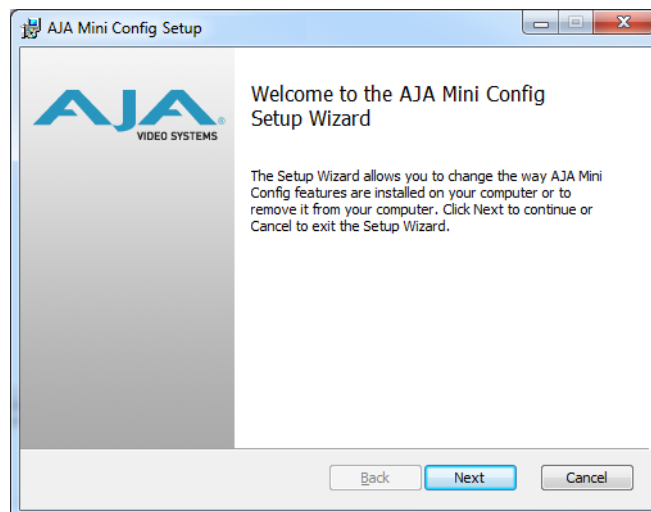 AJA Mini Config Setup
AJA®
VIDEO SYSTEMS
Welcome to the AJA Mini Config
Setup Wizard
The Setup Wizard allows you to change the way AJA Mini
Config features are installed on your computer or to
remove it from your computer. Click Next to continue or
Cancel to exit the Setup Wizard.
Back
Next
Cancel